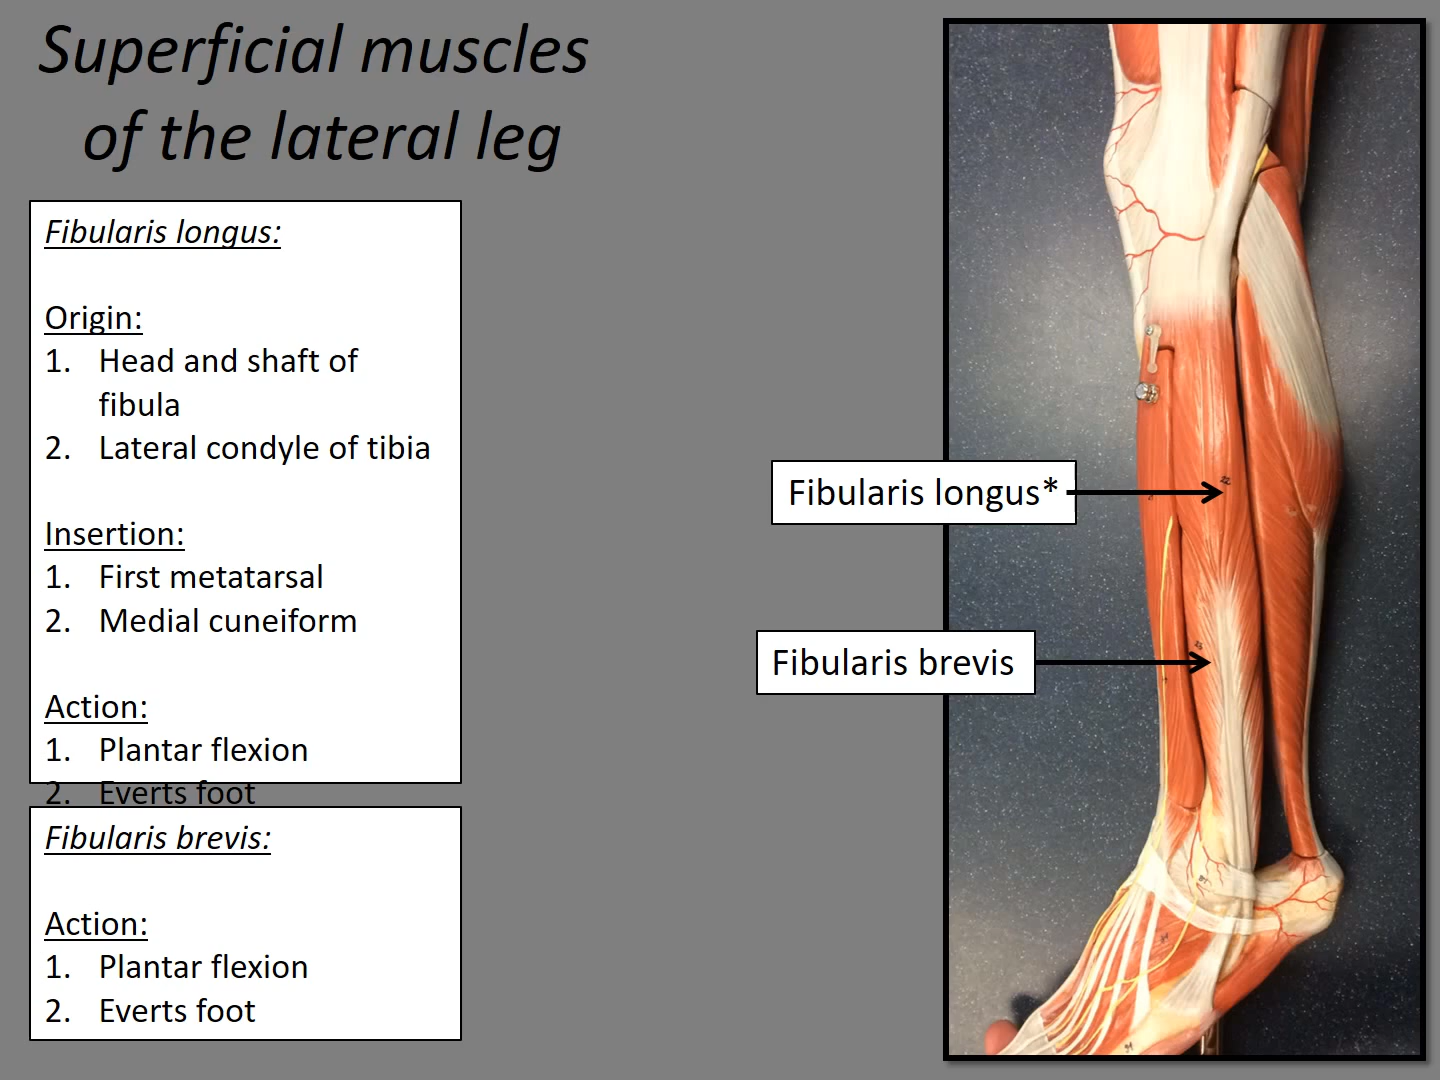 Superficial muscles
of the lateral leg
Fibularis longus:
Origin:
1. Head and shaft of
fibula
2. Lateral condyle of tibia
Insertion:
1. First metatarsal
2. Medial cuneiform
Action:
1. Plantar flexion
2. Everts foot
Fibularis brevis:
Action:
1. Plantar flexion
2. Everts foot
Fibularis longus*
Fibularis brevis